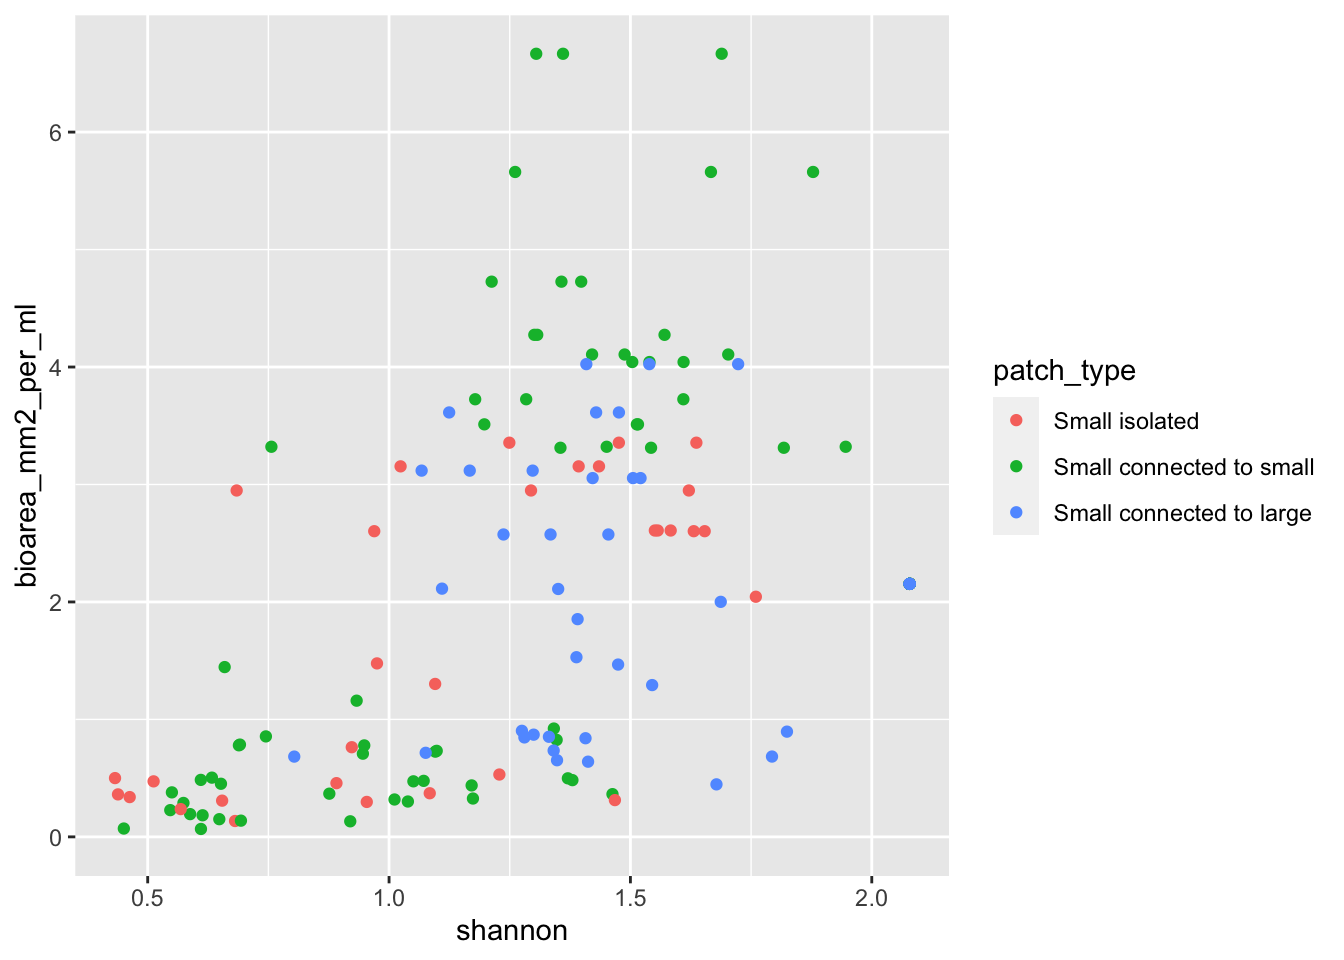 6
4
2
0
0.5
1.0
1.5
2.0
shannon
bioarea_mm2_per_ml
patch_type
Small isolated
Small connected to small
Small connected to large